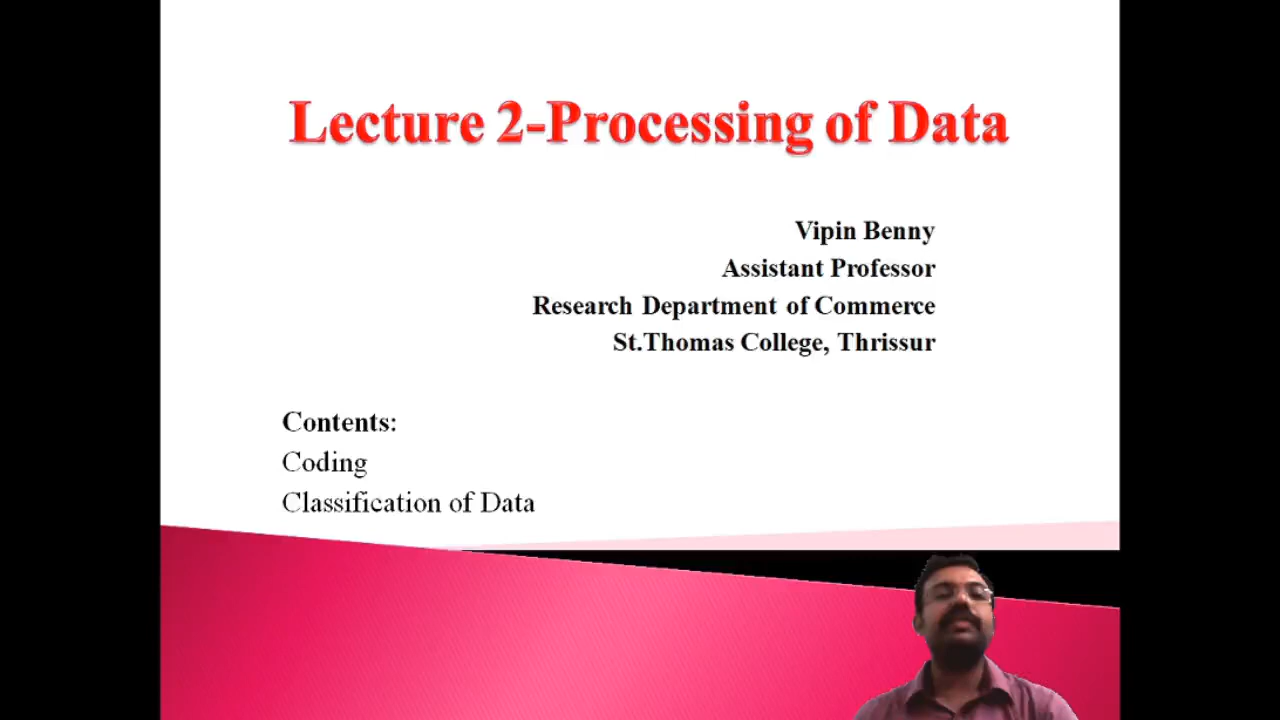 Lecture 2-Processing of Data
Vipin Benny
Assistant Professor
Research Department of Commerce
St.Thomas College, Thrissur
Contents:
Coding
Classification of Data